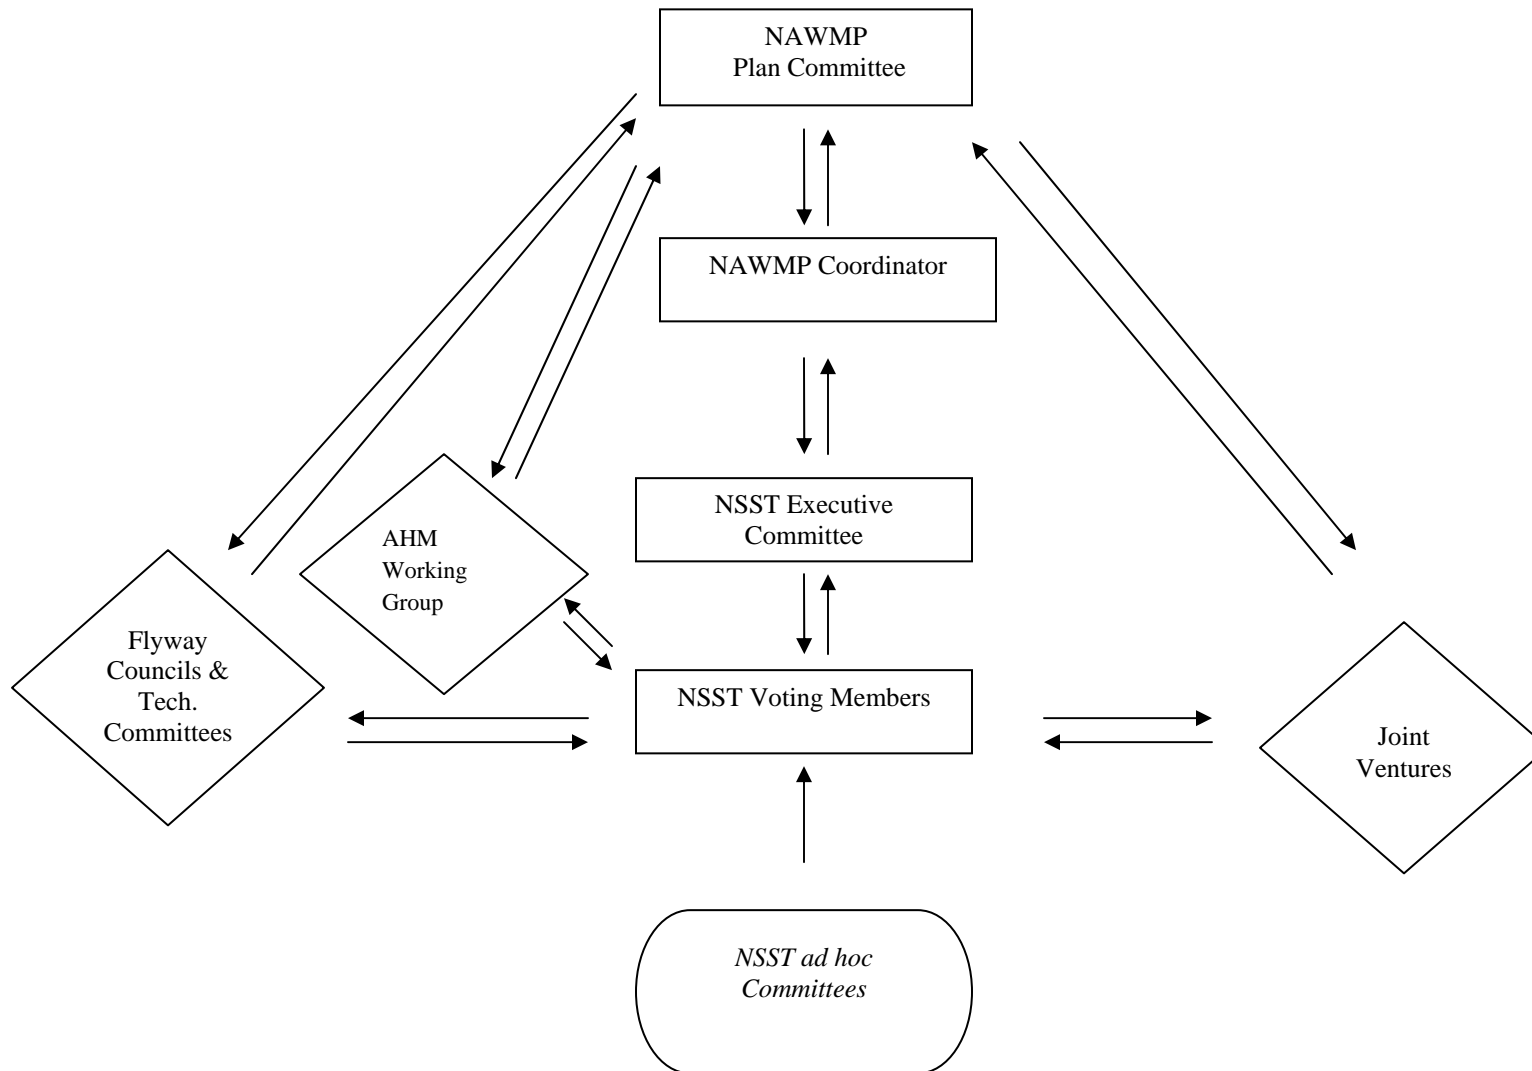 NAWMP
Plan Committee
NAWMP Coordinator
NSST Executive
Committee
AHM
Working
Group
Flyway
Councils &
Tech.
Committees
NSST Voting Members
Joint
Ventures
NSST ad hoc
Committees